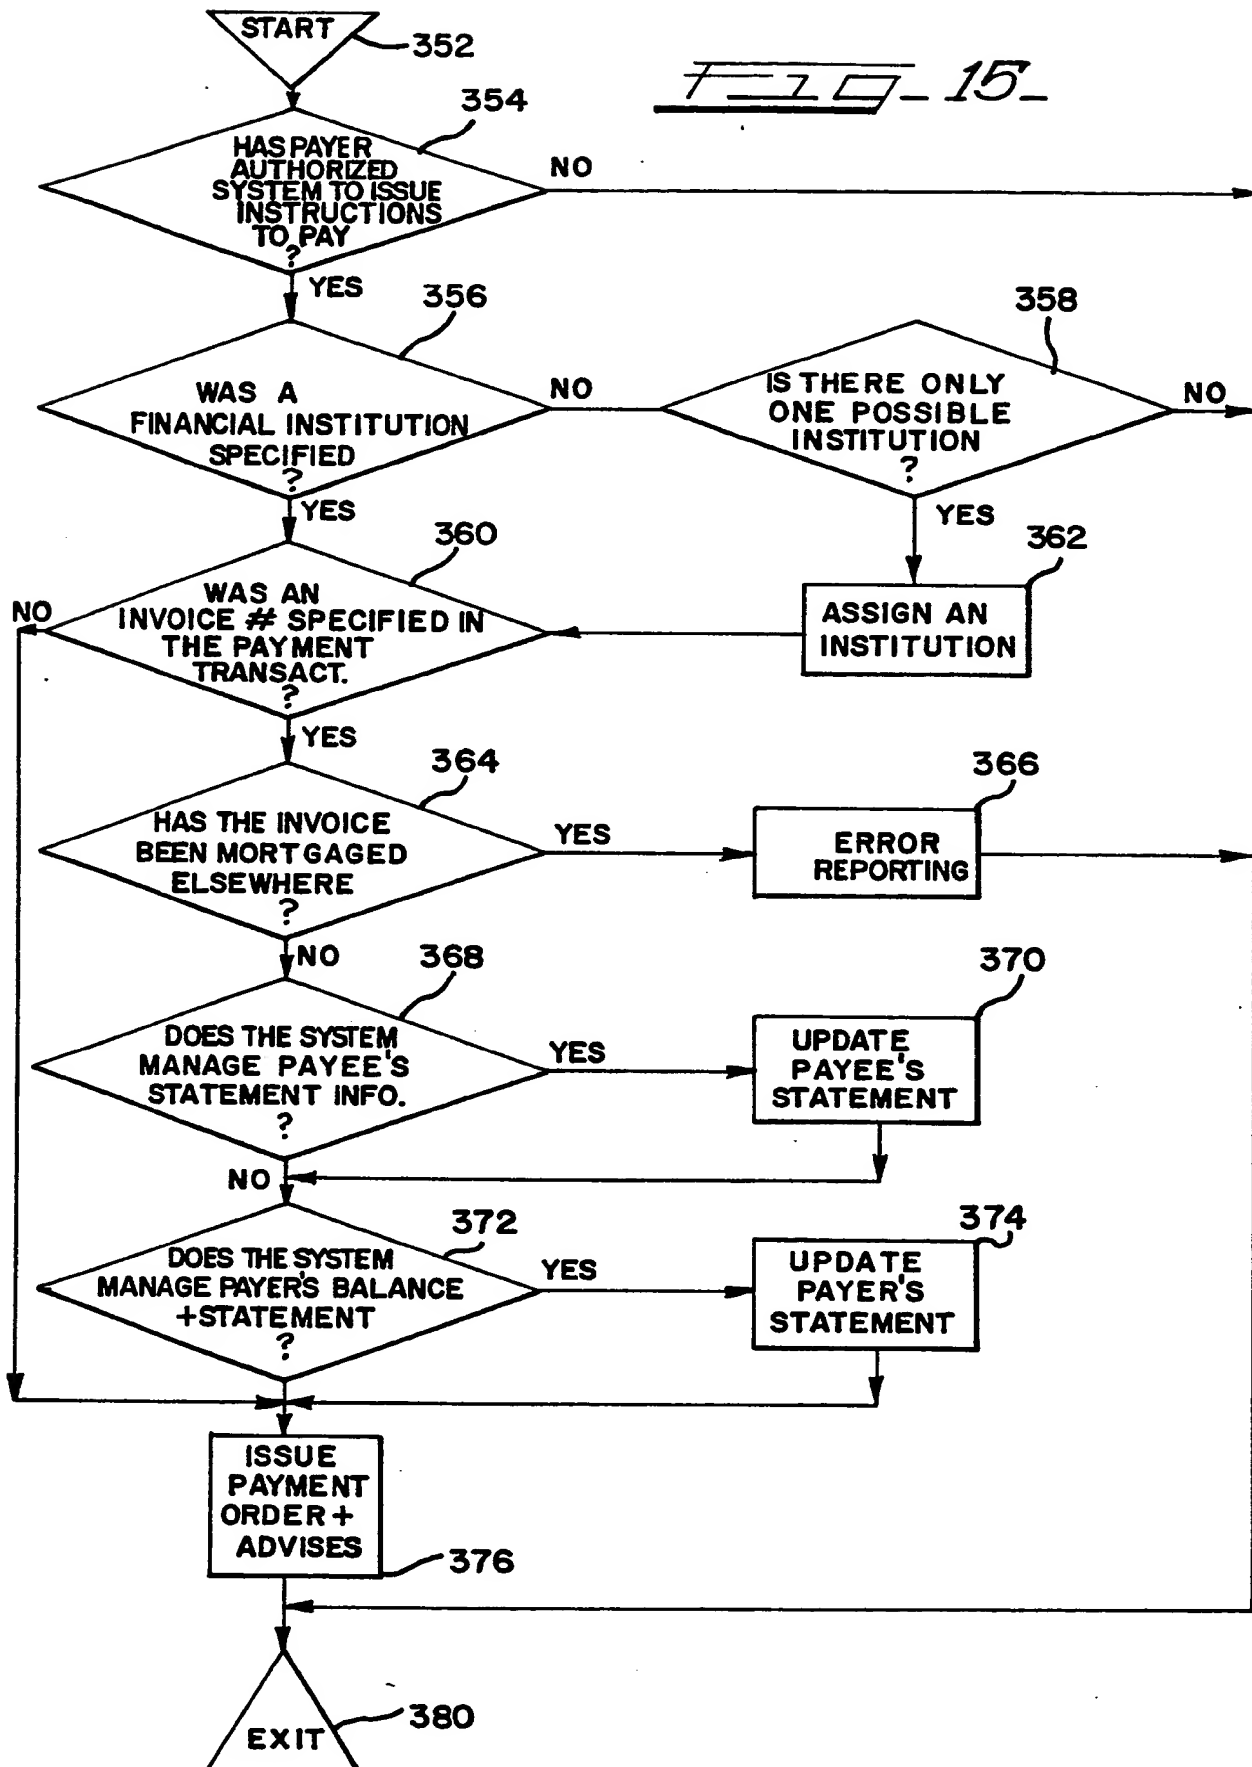 START
352
Fig-15-
354
HAS PAYER
AUTHORIZED
SYSTEM TO ISSUE
INSTRUCTIONS
TO PAY
?
NO
YES
356
358
WAS A
FINANCIAL INSTITUTION
SPECIFIED
?
NO
IS THERE ONLY
ONE POSSIBLE
INSTITUTION
?
NO
YES
YES
360
362
WAS AN
INVOICE # SPECIFIED IN
THE PAYMENT
TRANSACT.
?
NO
ASSIGN AN
INSTITUTION
YES
364
366
HAS THE INVOICE
BEEN MORTGAGED
ELSEWHERE
?
YES
ERROR
REPORTING
NO
368
370
DOES THE SYSTEM
MANAGE PAYEE'S
STATEMENT INFO.
?
YES
UPDATE
PAYEE'S
STATEMENT
NO
372
374
DOES THE SYSTEM
MANAGE PAYER'S BALANCE
+STATEMENT
?
YES
UPDATE
PAYER'S
STATEMENT
ISSUE
PAYMENT
ORDER +
ADVISES
376
EXIT
380